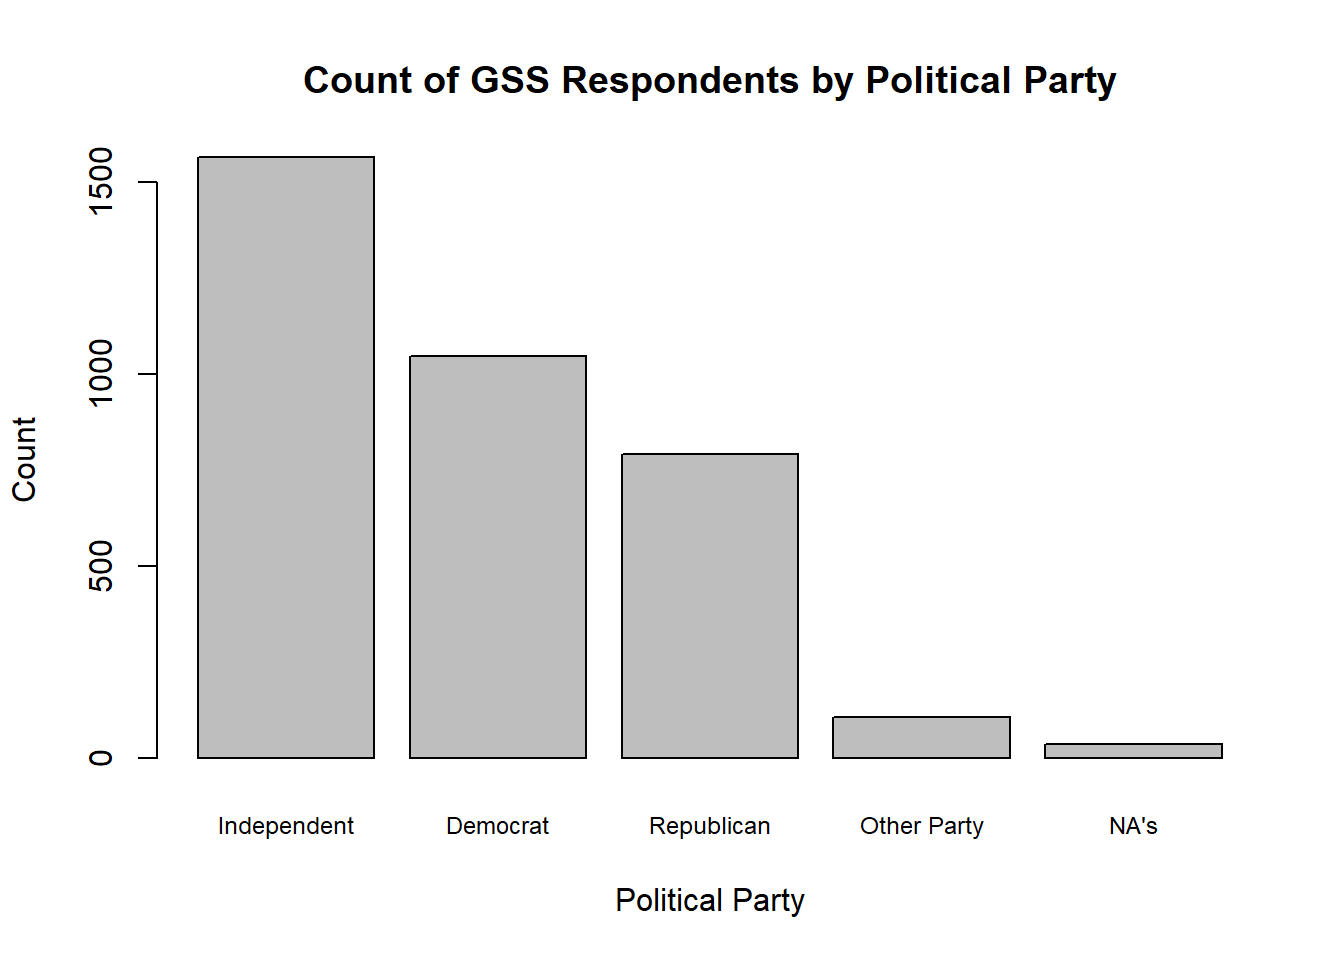 Count of GSS Respondents by Political Party
Count
1500
1000
500
0
Independent Democrat Republican Other Party NA's
Political Party